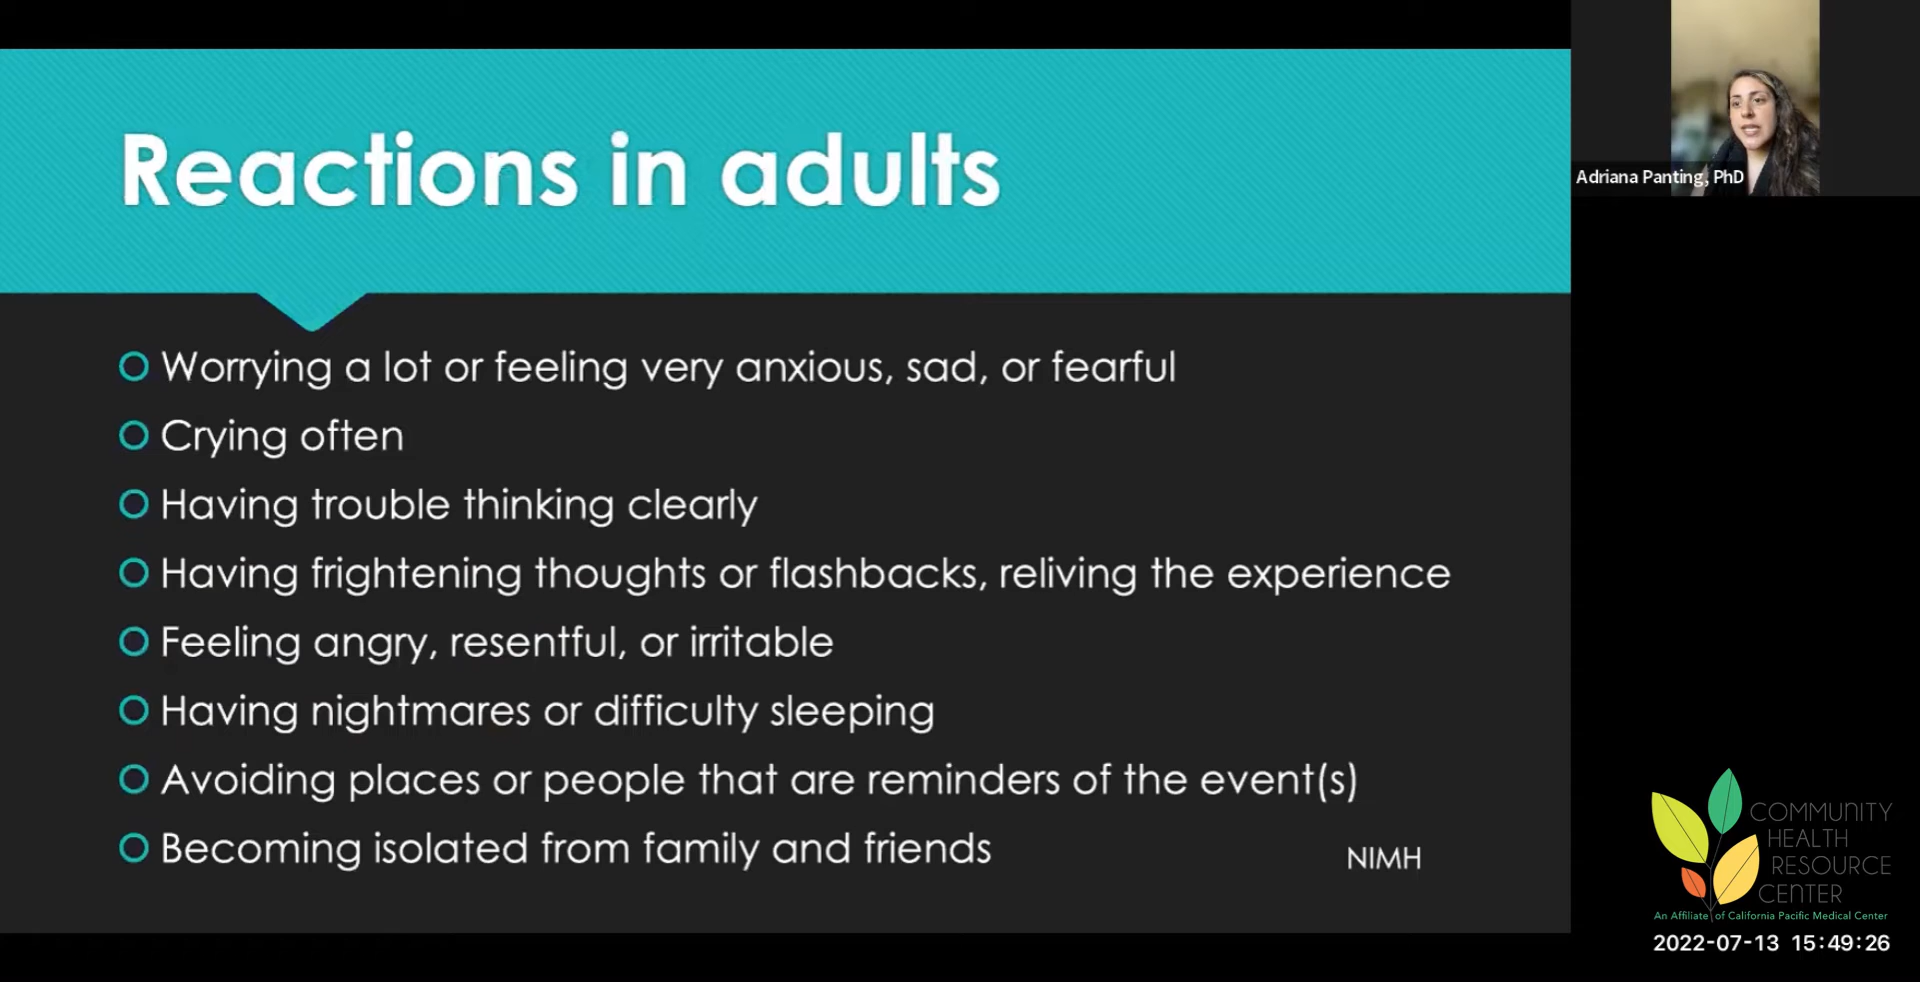 Reactions in adults
Worrying a lot or feeling very anxious, sad, or fearful
Crying often
Having trouble thinking clearly
Having frightening thoughts or flashbacks, reliving the experience
Feeling angry, resentful, or irritable
Having nightmares or difficulty sleeping
Avoiding places or people that are reminders of the event(s)
Becoming isolated from family and friends
NIMH
Adriana Panting, PhD
COMMUNITY
HEALTH
RESOURCE
CENTER
An Affiliate of California Pacific Medical Center
2022-07-13 15:49:26